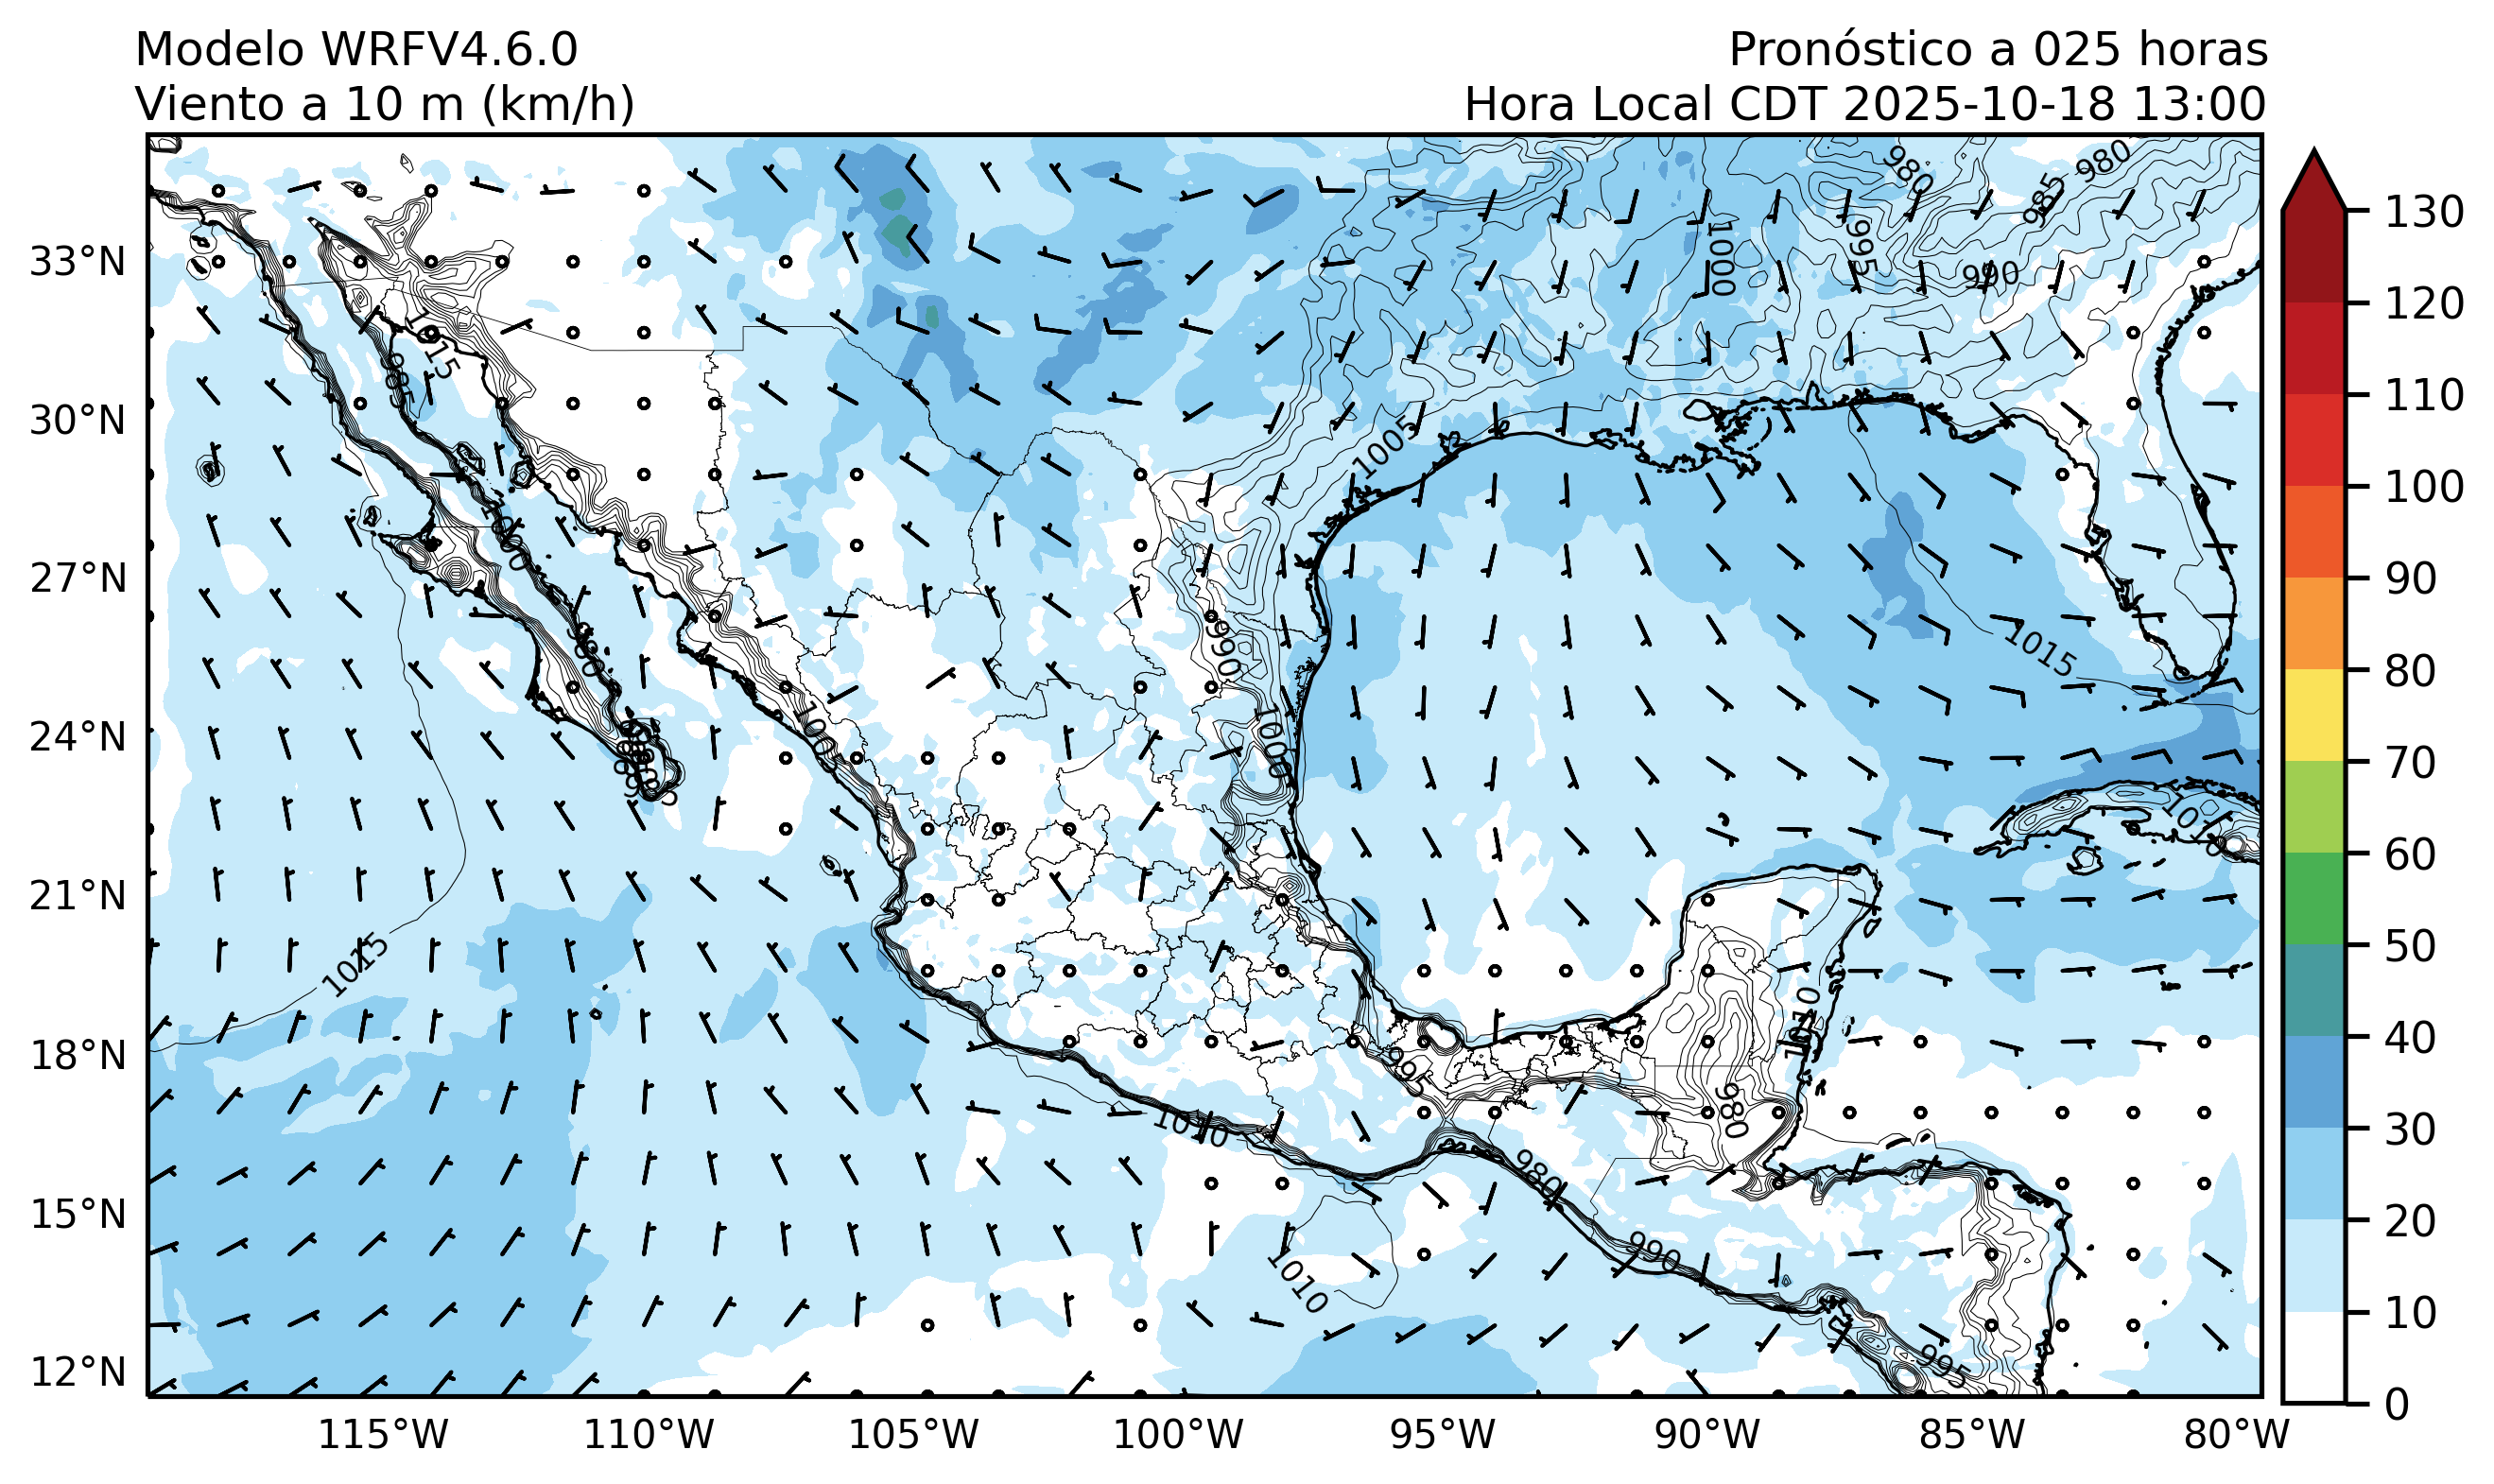 Modelo WRFV4.6.0
Pronóstico a 025 horas
Viento a 10 m (km/h)
Hora Local CDT 2025-10-18 13:00
33°N
30°N
27°N
24°N
21°N
18°N
15°N
12°N
115°W
110°W
105°W
100°W
95°W
90°W
85°W
80°W
130
120
110
100
90
80
70
60
50
40
30
20
10
0
980
980
985
995
1000
990
1005
1015
985
1000
990
990
1000
1005
1015
1015
1010
995
980
1010
980
990
1010
995